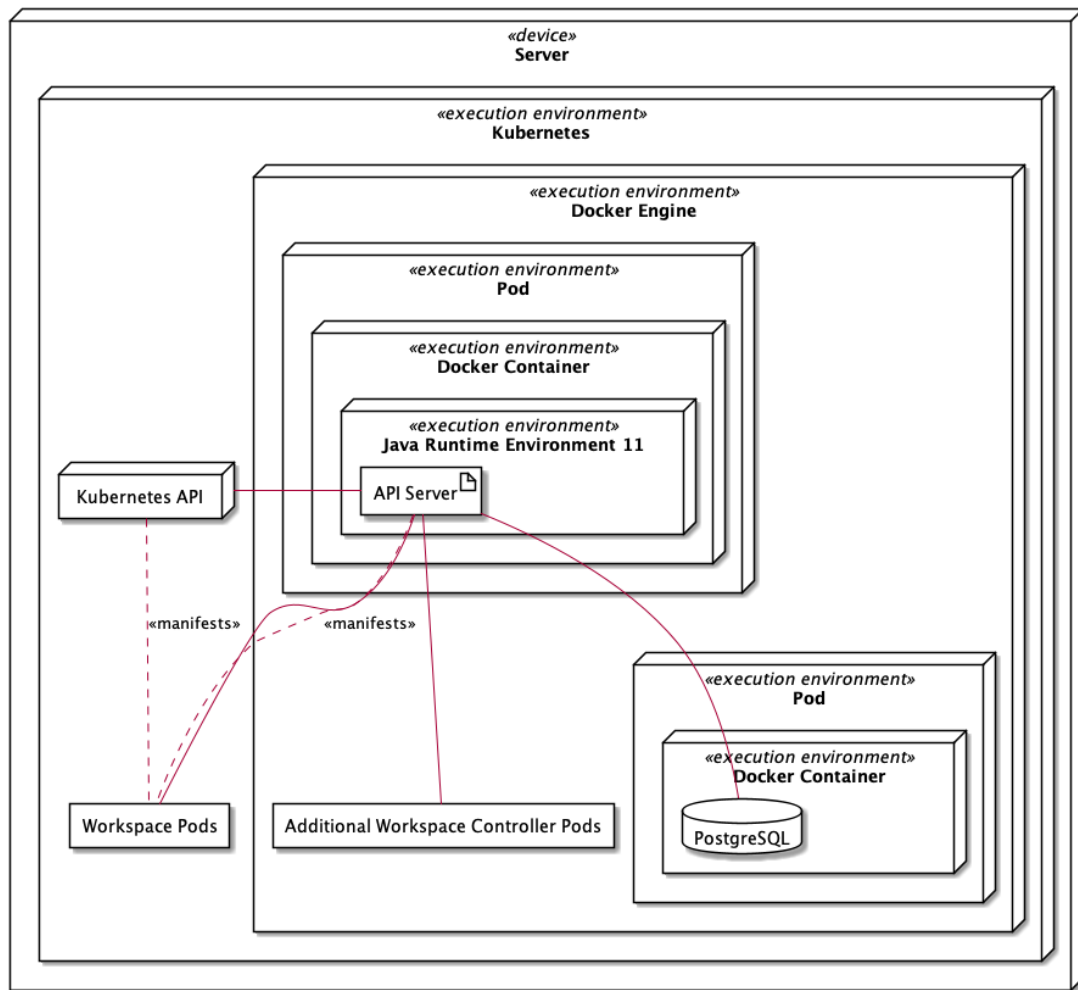 «device»
Server
«execution environment»
Kubernetes
«execution environment»
Docker Engine
«execution environment»
Pod
«execution environment»
Docker Container
«execution environment»
Java Runtime Environment 11
Kubernetes API
API Server
«manifests»
«manifests»
«execution environment»
Pod
«execution environment»
Docker Container
Workspace Pods
Additional Workspace Controller Pods
PostgreSQL